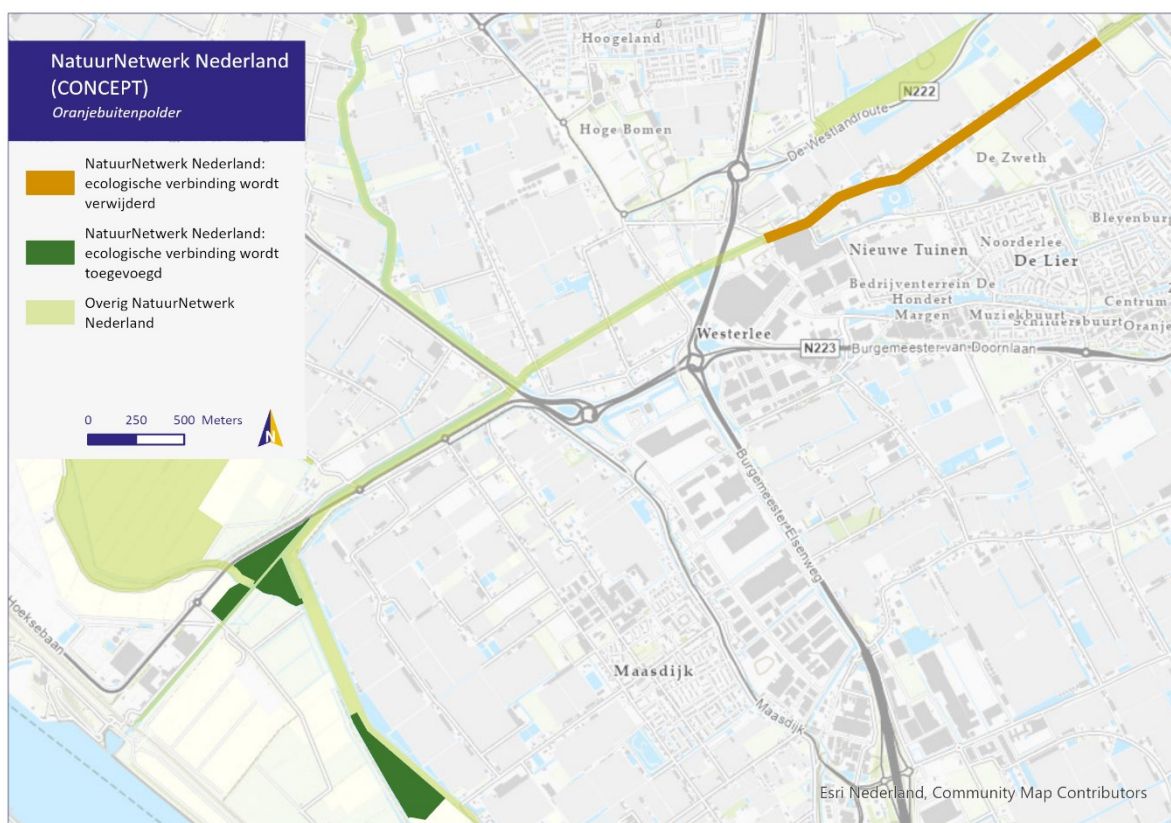 NatuurNetwerk Nederland
(CONCEPT)
Oranjebuitenpolder
NatuurNetwerk Nederland:
ecologische verbinding wordt
verwijderd
NatuurNetwerk Nederland:
ecologische verbinding wordt
toegevoegd
Overig NatuurNetwerk
Nederland
0 250 500 Meters
N
Hoogeland
N222
Hoge Bomen
De Westlandroute
De Zweth
Bleyenburg
Nieuwe Tuinen
Noorderlee
De Lier
Bedrijventerrein De
Hondert
Margen
Muziekbuurt
Centrum
Schildersbuurt
Oranje
Westerlee
N223
Burgemeester van Doornlaan
Burgemeester Elsenweg
Hoeksebaan
Maasdijk
Maasdijk
Esri Nederland, Community Map Contributors